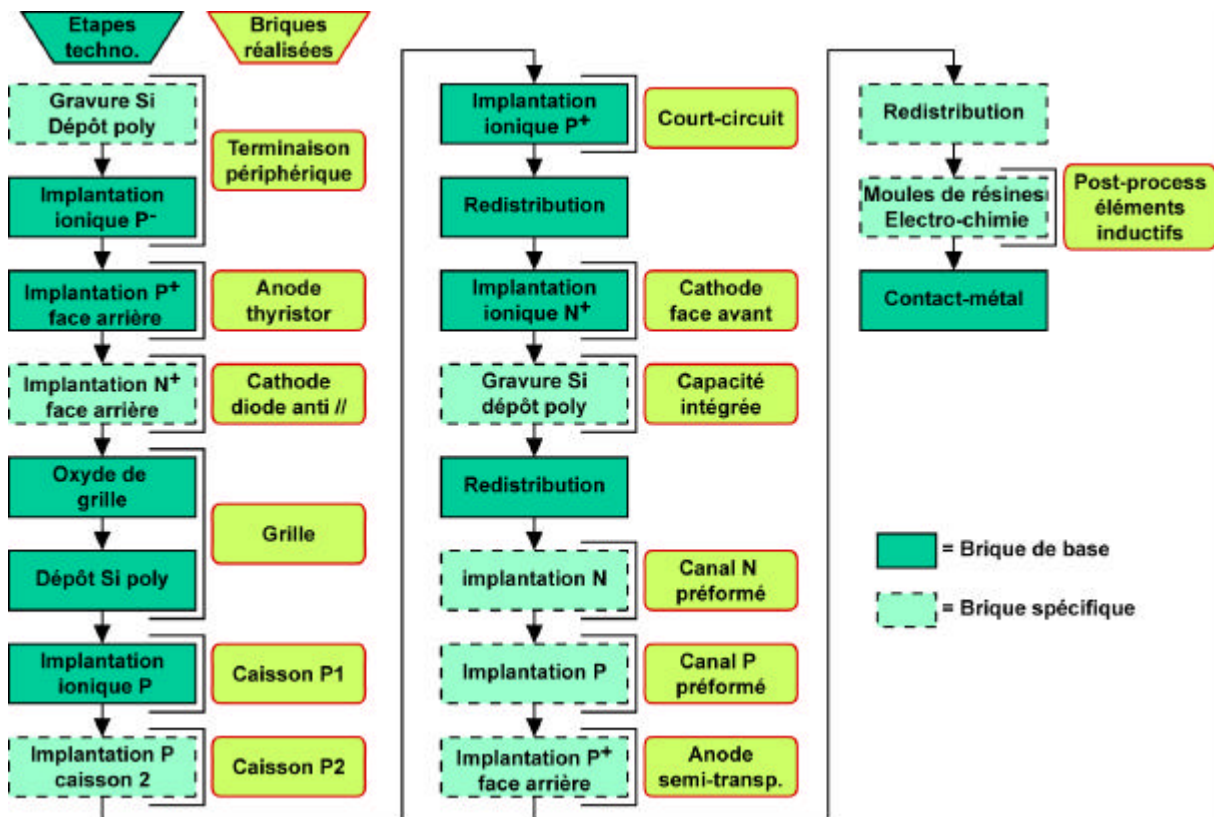 Etapes
techno.
Briques
réalisées
Gravure Si
Dépôt poly
Terminaison
périphérique
Implantation
ionique P-
Implantation P+
face arrière
Anode
thyristor
Implantation N+
face arrière
Cathode
diode anti //
Oxyde de
grille
Grille
Dépôt Si poly
Implantation
ionique P
Caisson P1
Implantation P
caisson 2
Caisson P2
Implantation
ionique P+
Court-circuit
Redistribution
Implantation
ionique N+
Cathode
face avant
Gravure Si
dépôt poly
Capacité
intégrée
Redistribution
implantation N
Canal N
préformé
Implantation P
Canal P
préformé
Implantation P+
face arrière
Anode
semi-transp.
Redistribution
Moules de résines
Electro-chimie
Post-process
éléments
inductifs
Contact-métal
= Brique de base
= Brique spécifique